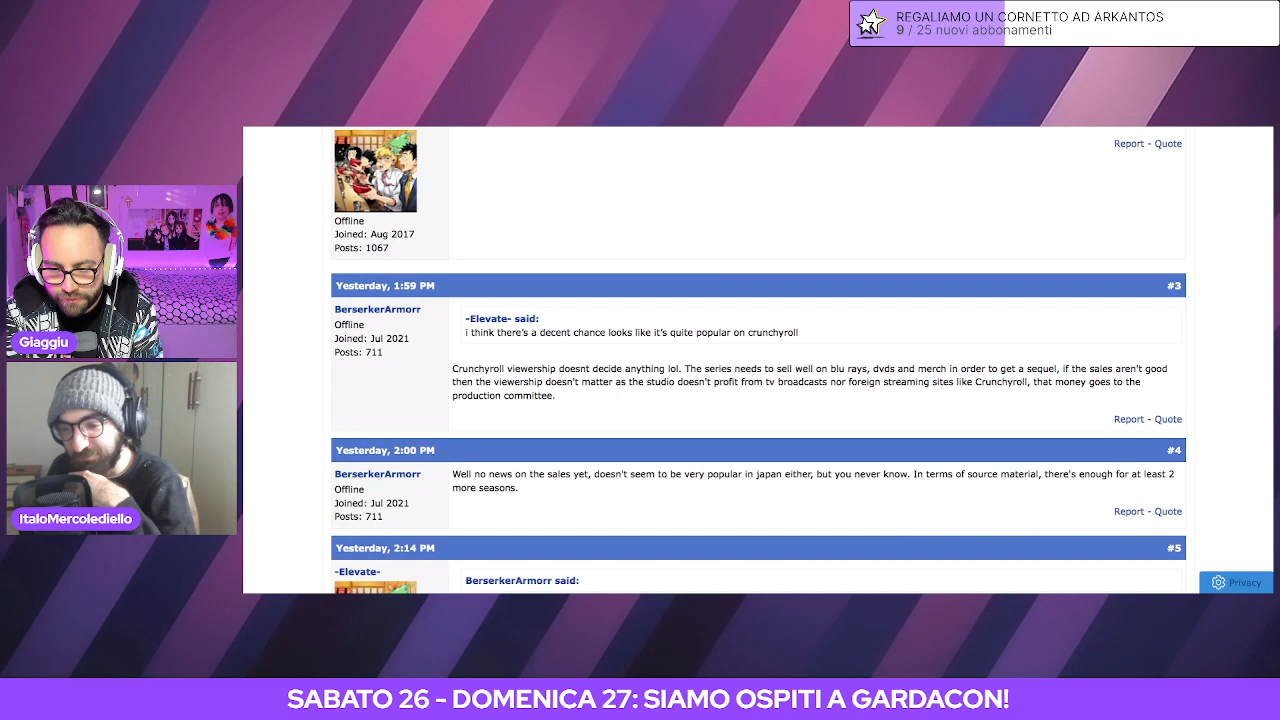 REGALIAMO UN CORNETTO AD ARKANTOS
9 / 25 nuovi abbonamenti
Report - Quote
Offline
Joined: Aug 2017
Posts: 1067
Yesterday, 1:59 PM
#3
BerserkerArmorr
Offline
Joined: Jul 2021
Posts: 711
-Elevate- said:
i think there's a decent chance looks like it's quite popular on crunchyroll
Crunchyroll viewership doesnt decide anything lol. The series needs to sell well on blu rays, dvds and merch in order to get a sequel, if the sales aren't good
then the viewership doesn't matter as the studio doesn't profit from tv broadcasts nor foreign streaming sites like Crunchyroll, that money goes to the
production committee.
Report - Quote
Yesterday, 2:00 PM
#4
BerserkerArmorr
Offline
Joined: Jul 2021
Posts: 711
Well no news on the sales yet, doesn't seem to be very popular in japan either, but you never know. In terms of source material, there's enough for at least 2
more seasons.
Report - Quote
Yesterday, 2:14 PM
#5
-Elevate-
BerserkerArmorr said:
Privacy
Giaggiu
ItaloMercolediello
SABATO 26 - DOMENICA 27: SIAMO OSPITI A GARDACON!